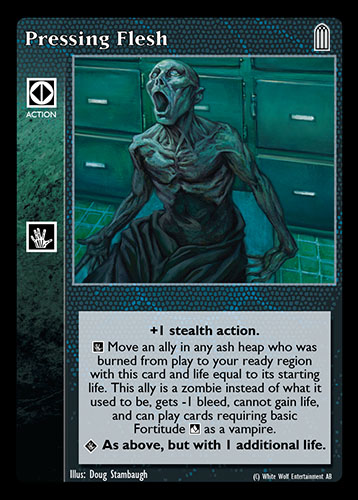 Pressing Flesh
ACTION
+1 stealth action.
Move an ally in any ash heap who was
burned from play to your ready region
with this card and life equal to its starting
life. This ally is a zombie instead of what it
used to be, gets -1 bleed, cannot gain life,
and can play cards requiring basic
Fortitude as a vampire.
As above, but with 1 additional life.
Illus: Doug Stambaugh
(C) White Wolf Entertainment AB